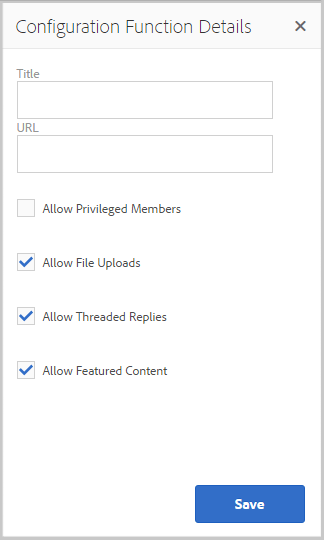 Configuration Function Details
Title
URL
Allow Privileged Members
Allow File Uploads
Allow Threaded Replies
Allow Featured Content
Save